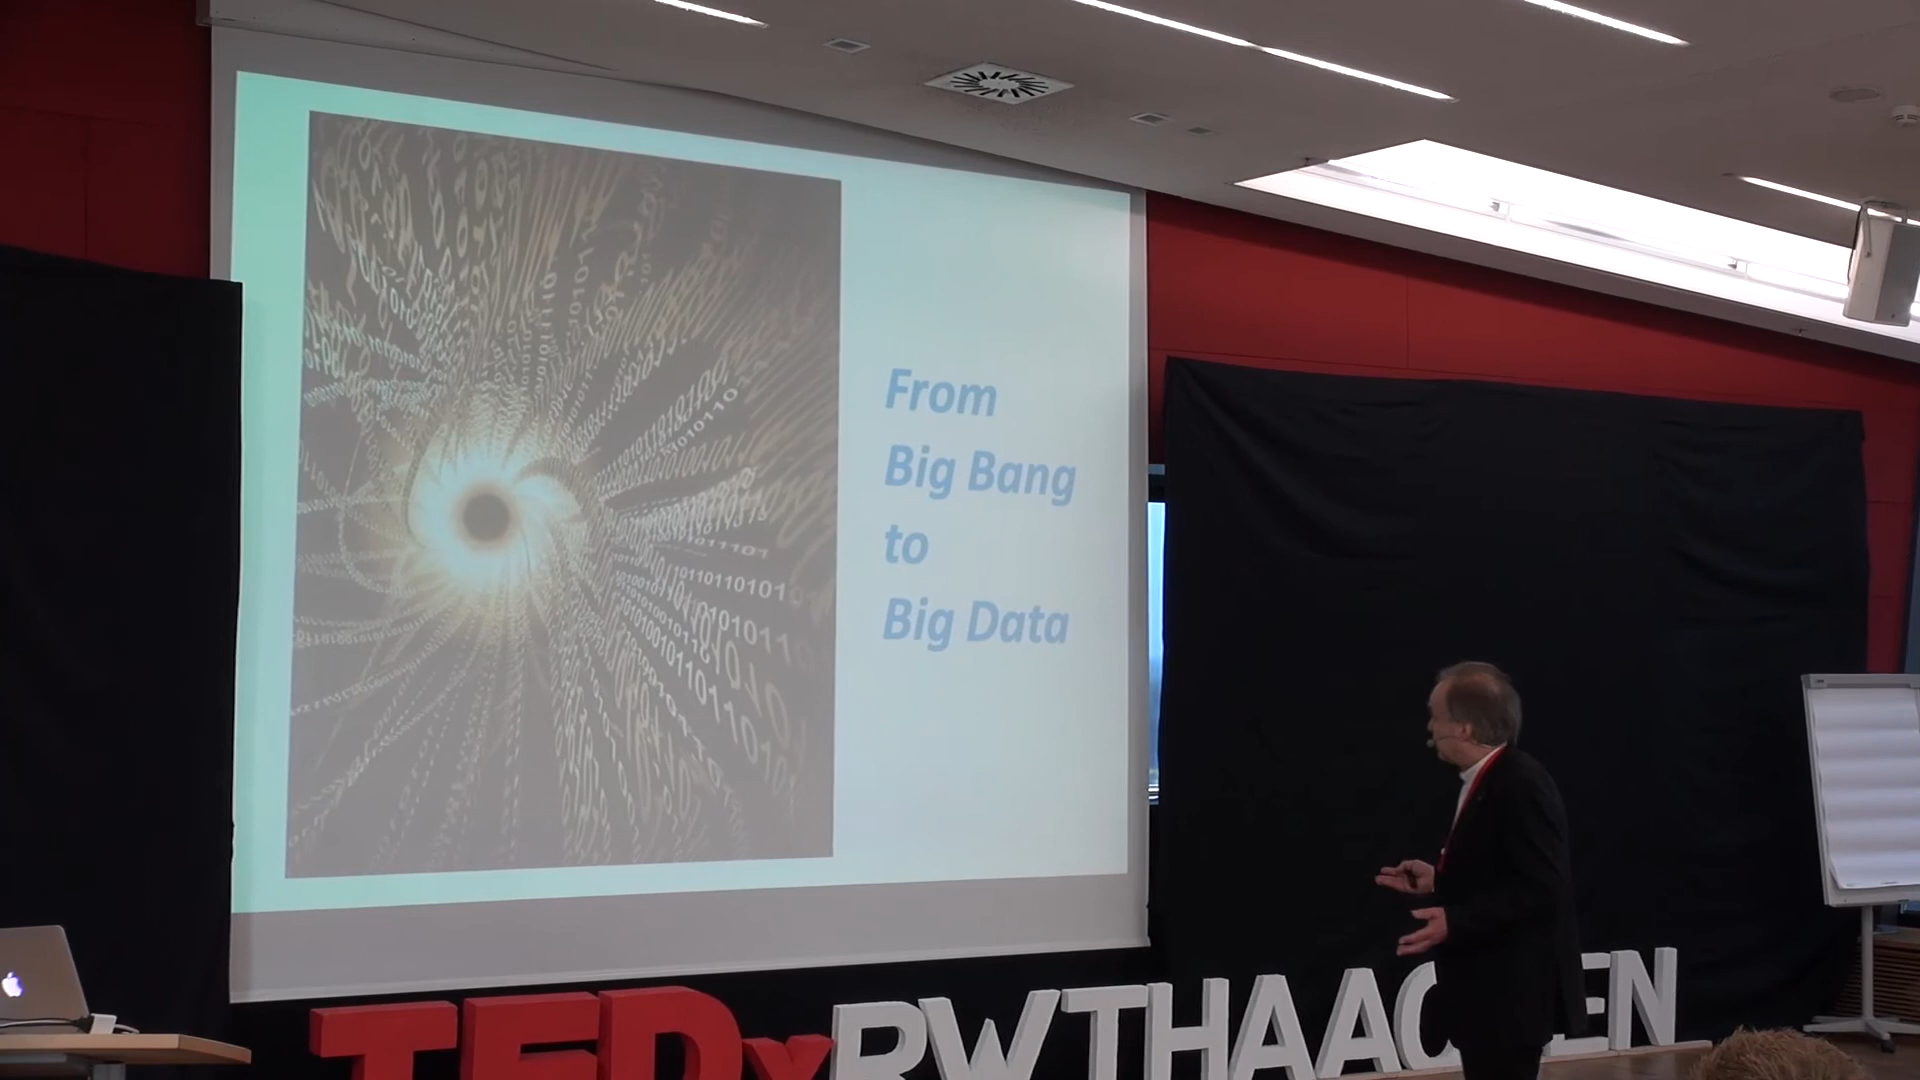 From
Big Bang
to
Big Data
TEDxRWTHAACHEN